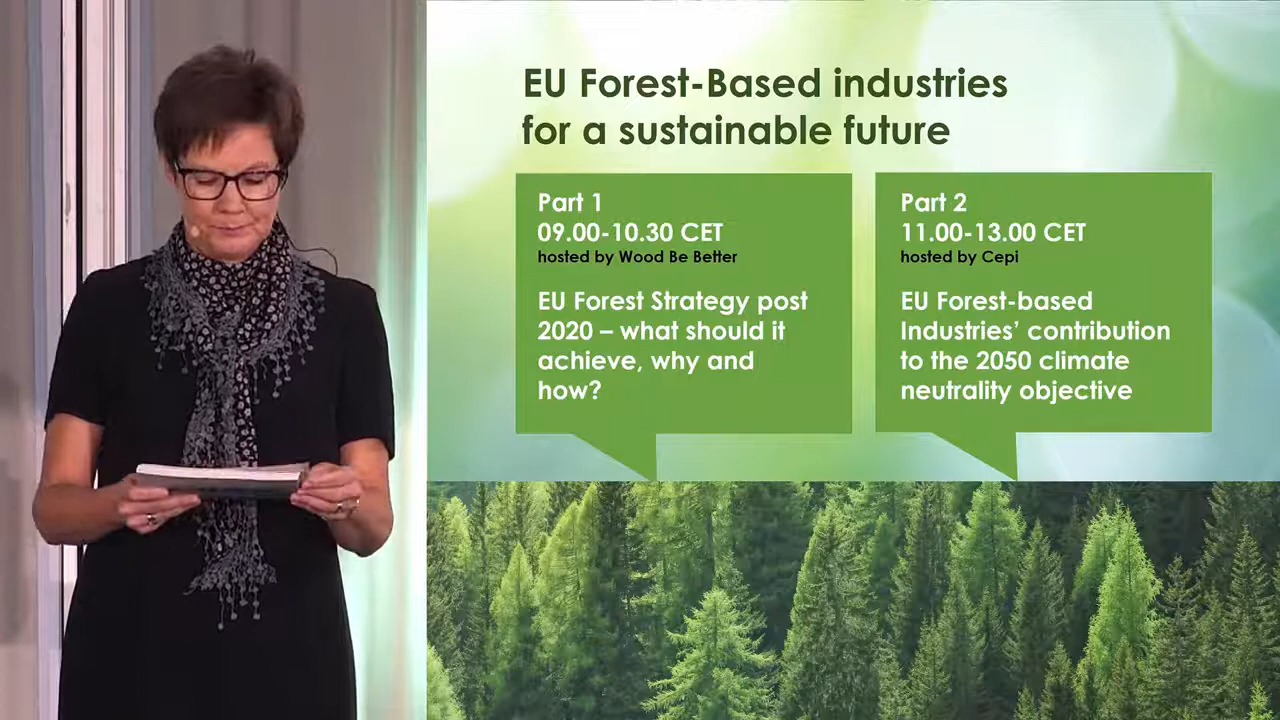 EU Forest-Based industries
for a sustainable future
Part 1
09.00-10.30 CET
hosted by Wood Be Better
EU Forest Strategy post
2020 – what should it
achieve, why and
how?
Part 2
11.00-13.00 CET
hosted by Cepi
EU Forest-based
Industries’ contribution
to the 2050 climate
neutrality objective